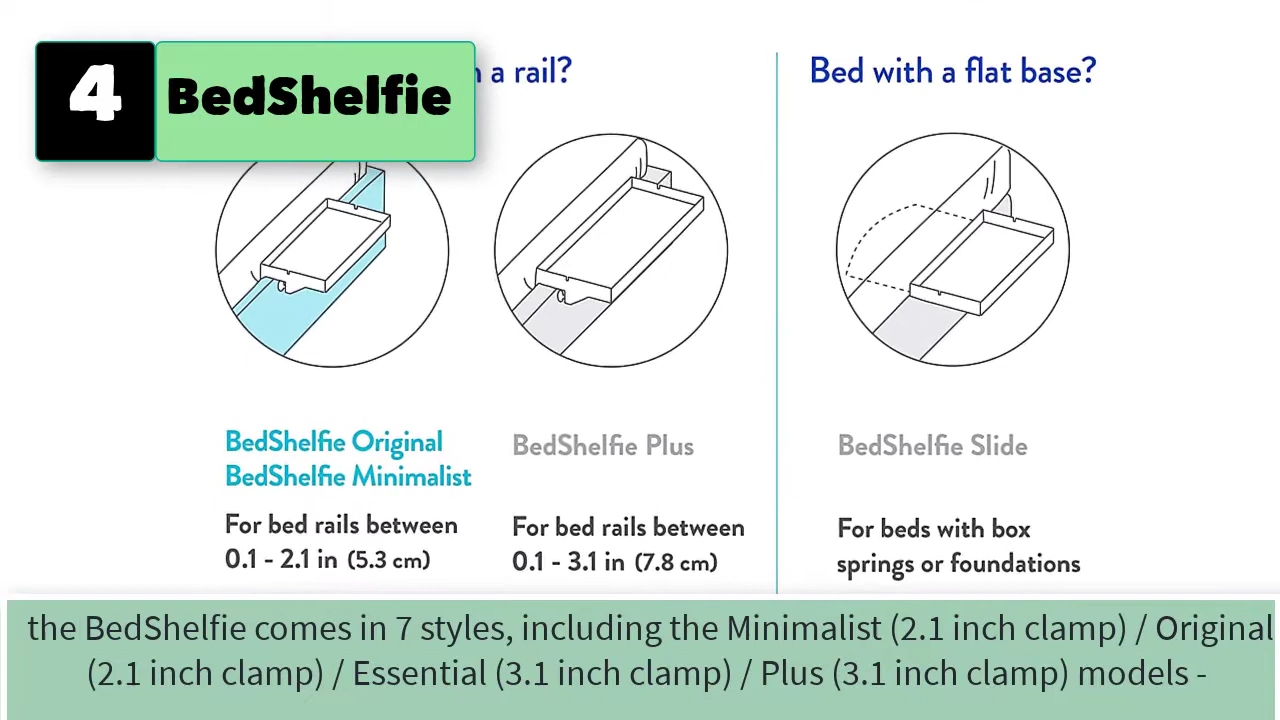 4
BedShelfie
a rail?
Bed with a flat base?
BedShelfie Original
BedShelfie Minimalist
For bed rails between
0.1 - 2.1 in (5.3 cm)
BedShelfie Plus
For bed rails between
0.1 - 3.1 in (7.8 cm)
BedShelfie Slide
For beds with box
springs or foundations
the BedShelfie comes in 7 styles, including the Minimalist (2.1 inch clamp) / Original
(2.1 inch clamp) / Essential (3.1 inch clamp) / Plus (3.1 inch clamp) models -